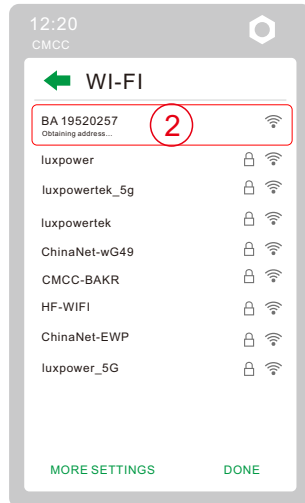 12:20
CMCC
WI-FI
BA 19520257
Obtaining address...
2
luxpower
luxpowertek_5g
luxpowertek
ChinaNet-wG49
CMCC-BAKR
HF-WIFI
ChinaNet-EWP
luxpower_5G
MORE SETTINGS DONE